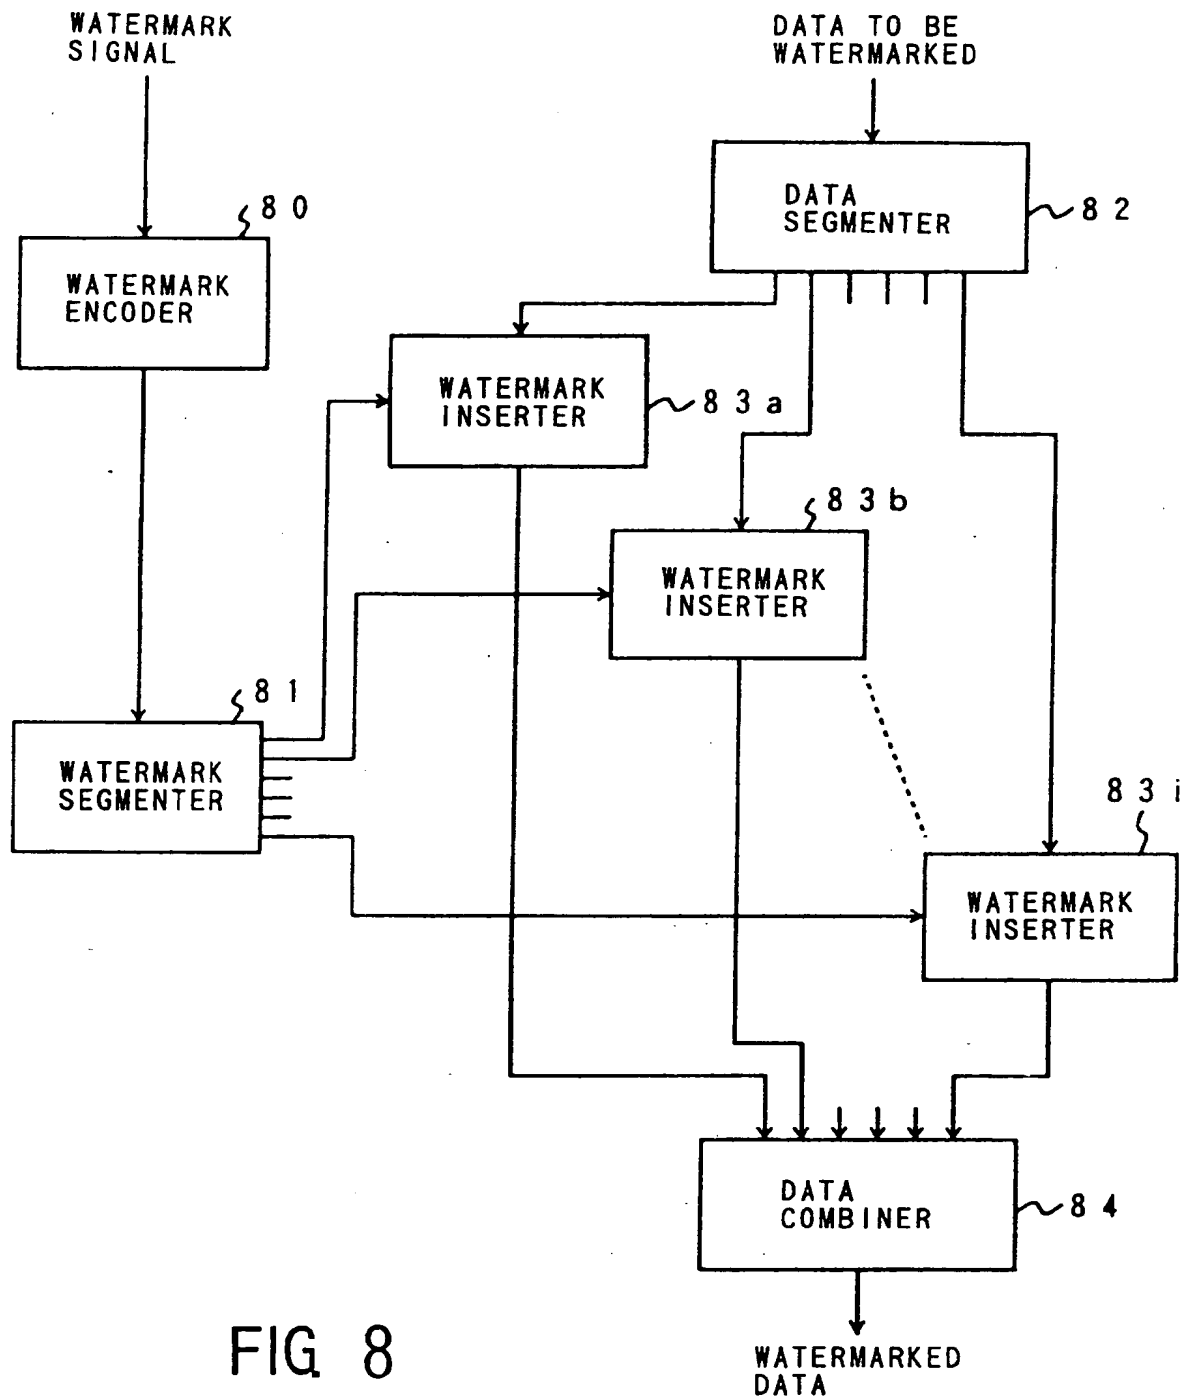 WATERMARK
SIGNAL
DATA TO BE
WATERMARKED
80
WATERMARK
ENCODER
DATA
SEGMENTER
82
WATERMARK
INSERTER
83a
83b
WATERMARK
INSERTER
81
WATERMARK
SEGMENTER
83i
WATERMARK
INSERTER
DATA
COMBINER
84
WATERMARKED
DATA
FIG. 8